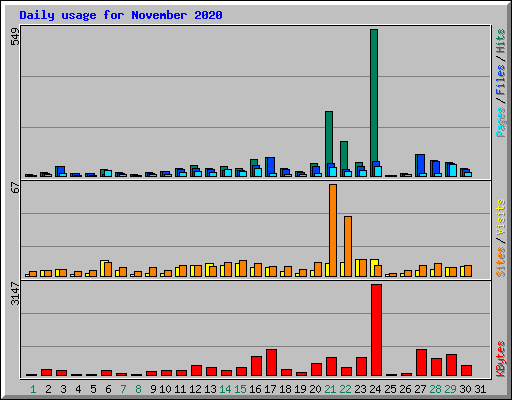 Daily usage for November 2020
549
Pages / Files / Hits
67
Sites / Visits
3147
KBytes
1 2 3 4 5 6 7 8 9 10 11 12 13 14 15 16 17 18 19 20 21 22 23 24 25 26 27 28 29 30 31